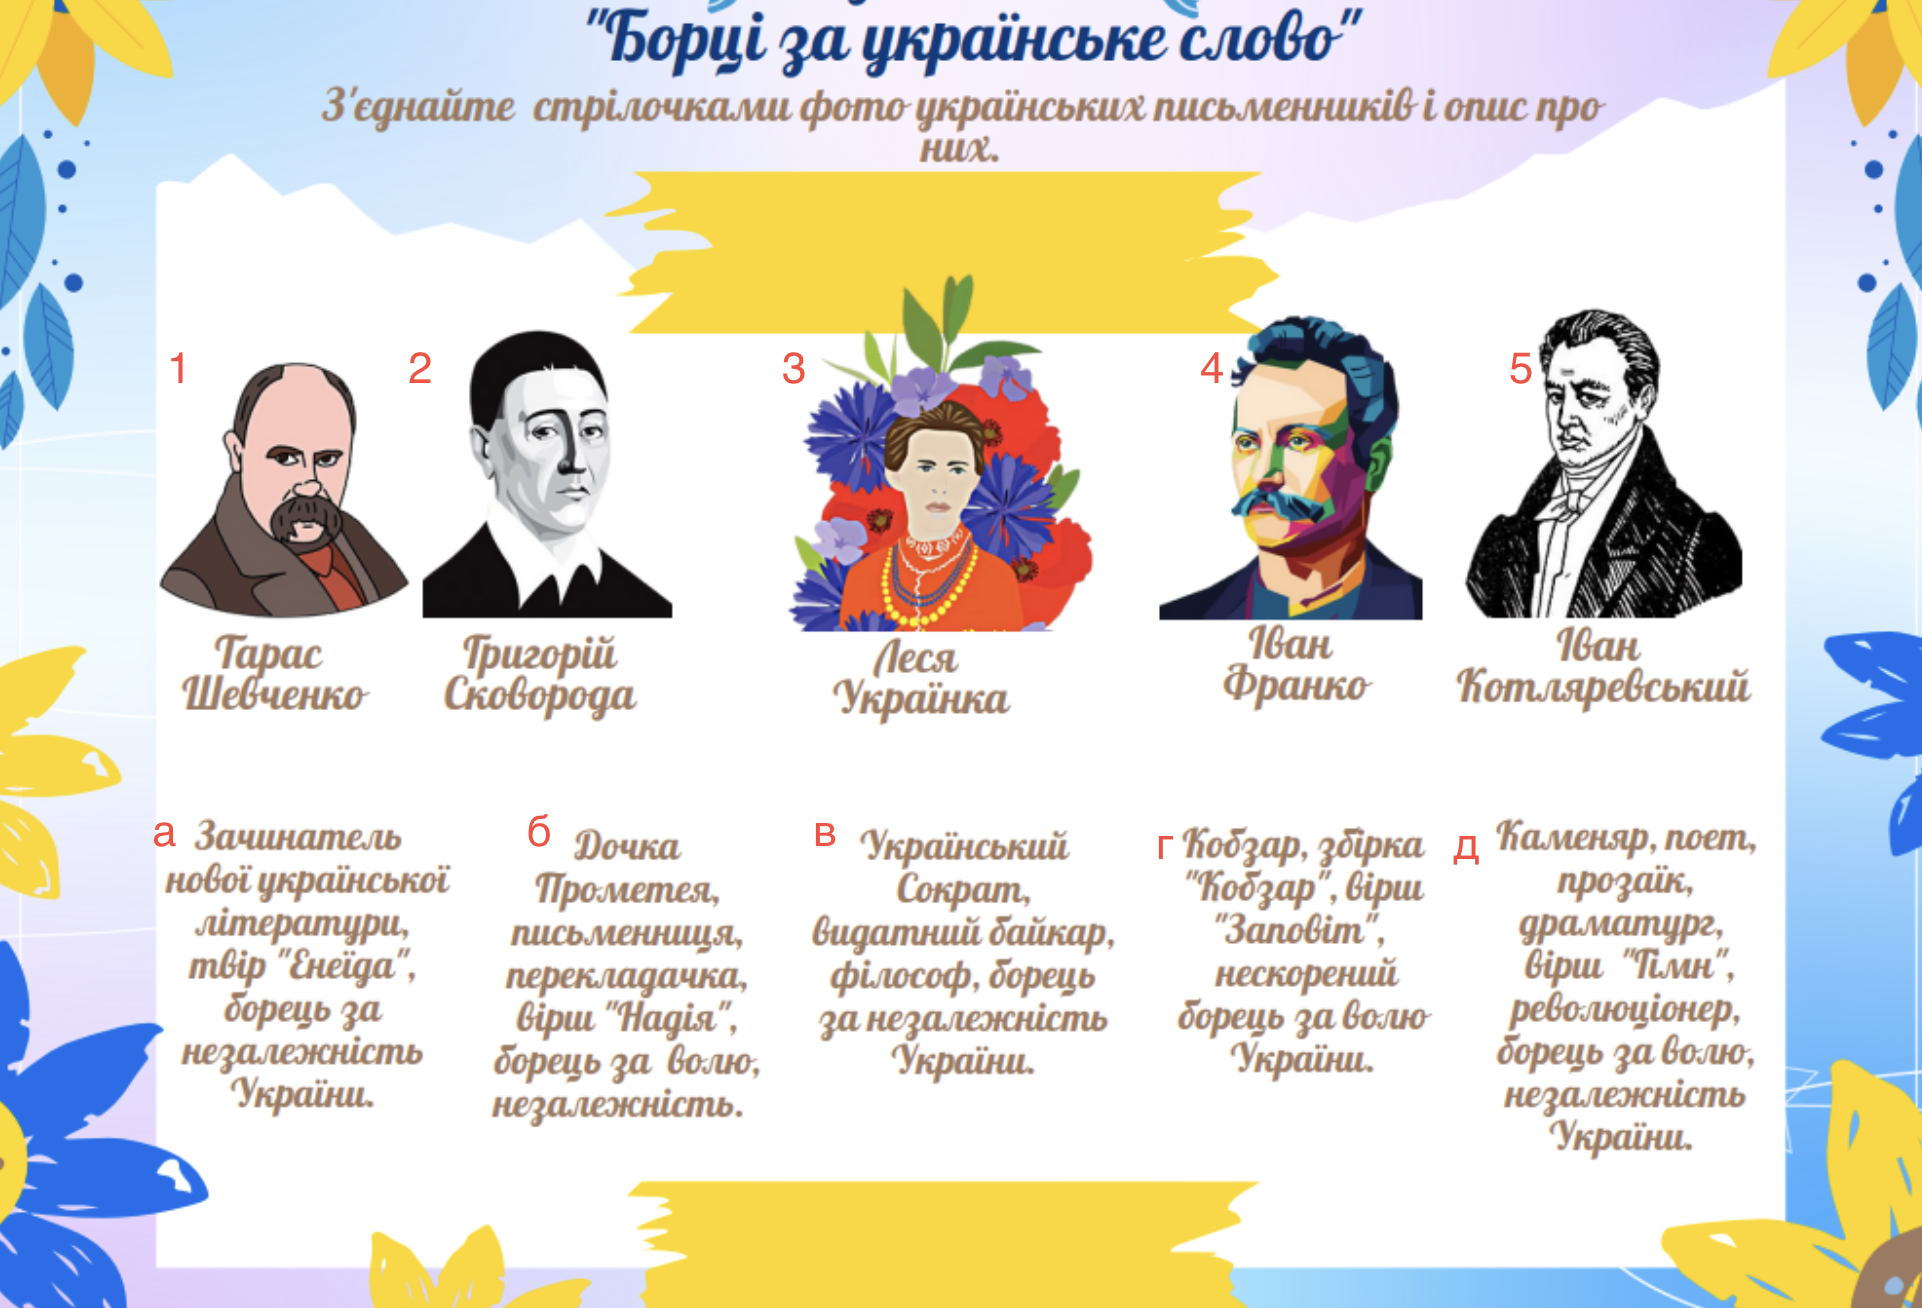 "Борці за українське слово"
З'єднайте стрілочками фото українських письменників і опис про
них.
1
2
3
4
5
Тарас
Шевченко
Григорій
Сковорода
Леся
Українка
Іван
Франко
Іван
Котляревський
а
Зачинатель
нової української
літератури,
твір "Енеїда",
борець за
незалежність
України.
б
Дочка
Прометея,
письменниця,
перекладачка,
вірш "Надія",
борець за волю,
незалежність.
в
Український
Сократ,
видатний байкар,
філософ, борець
за незалежність
України.
г
Кобзар, збірка
"Кобзар", вірш
"Заповіт",
нескорений
борець за волю
України.
д
Каменяр, поет,
прозаїк,
драматург,
вірш "Гімн",
революціонер,
борець за волю,
незалежність
України.